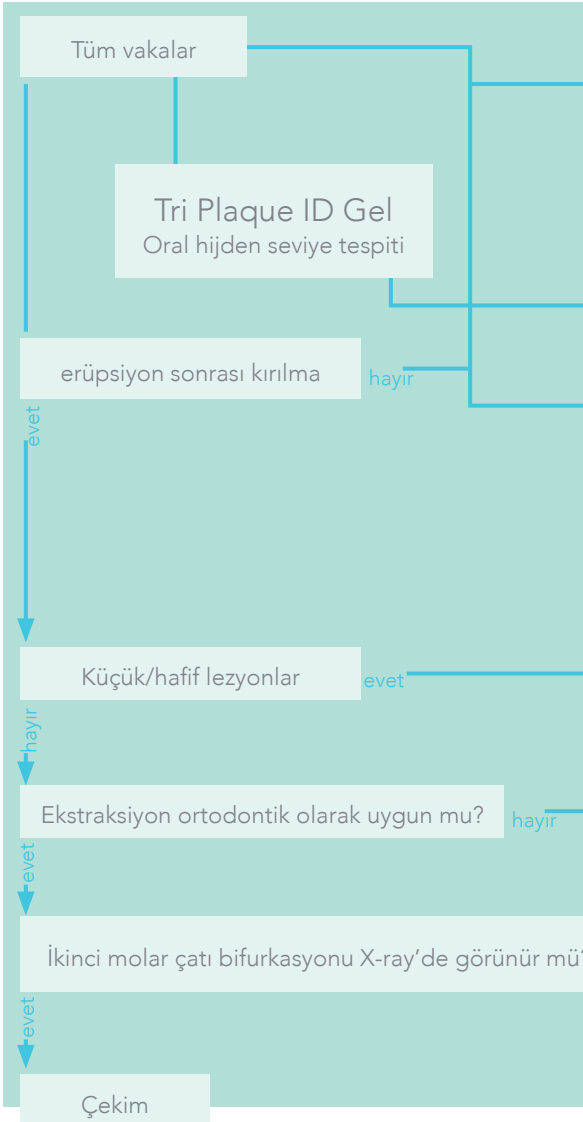 Tüm vakalar
Tri Plaque ID Gel
Oral hijden seviye tespiti
erüpsiyon sonrası kırılma
hayır
evet
Küçük/hafif lezyonlar
evet
hayır
Ekstraksiyon ortodontik olarak uygun mu?
hayır
evet
İkinci molar çatı bifurkasyonu X-ray’de görünür mü?
evet
Çekim